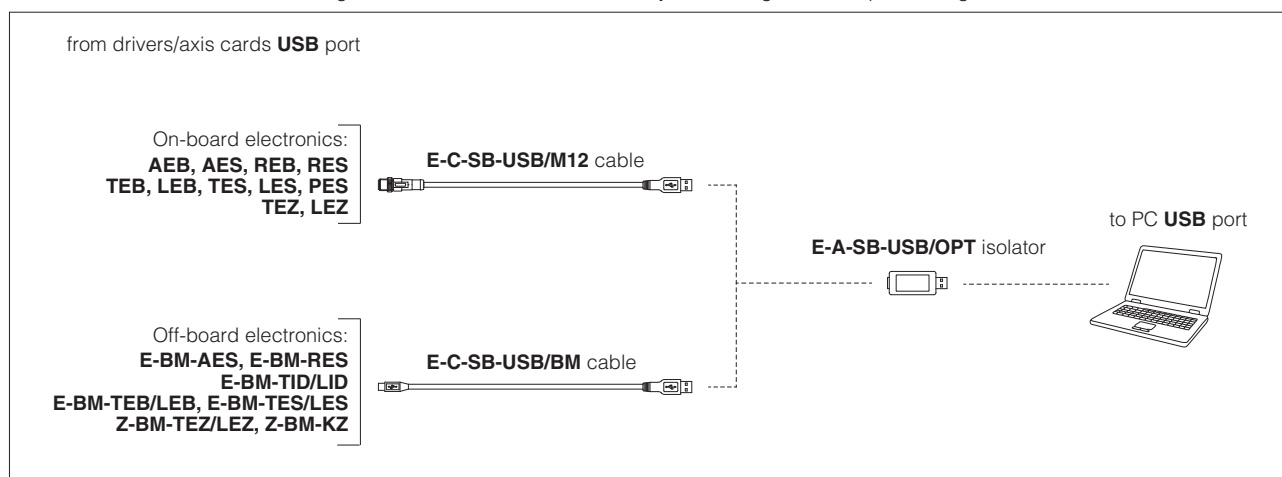 from drivers/axis cards USB port
On-board electronics:
AEB, AES, REB, RES
TEB, LEB, TES, LES, PES
TEZ, LEZ
E-C-SB-USB/M12 cable
to PC USB port
E-A-SB-USB/OPT isolator
Off-board electronics:
E-BM-AES, E-BM-RES
E-BM-TID/LID
E-BM-TEB/LEB, E-BM-TES/LES
Z-BM-TEZ/LEZ, Z-BM-KZ
E-C-SB-USB/BM cable